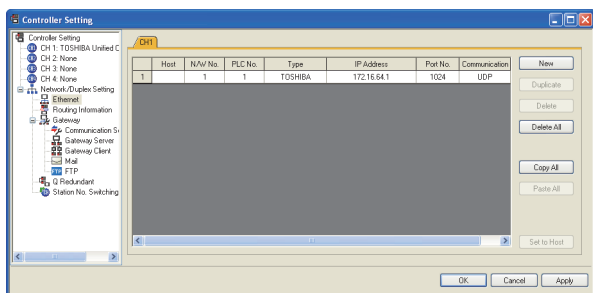 Controller Setting
Controller Setting
CH 1: TOSHIBA Unified C
CH 2: None
CH 3: None
CH 4: None
Network/Duplex Setting
Ethernet
Routing Information
Gateway
Communication S
Gateway Server
Gateway Client
Mail
FTP FTP
Q Redundant
Station No. Switching
CH1
Host N/W No. PLC No. Type IP Address Port No. Communication
1 1 1 TOSHIBA 172.16.64.1 1024 UDP
New
Duplicate
Delete
Delete All
Copy All
Paste All
Set to Host
OK Cancel Apply